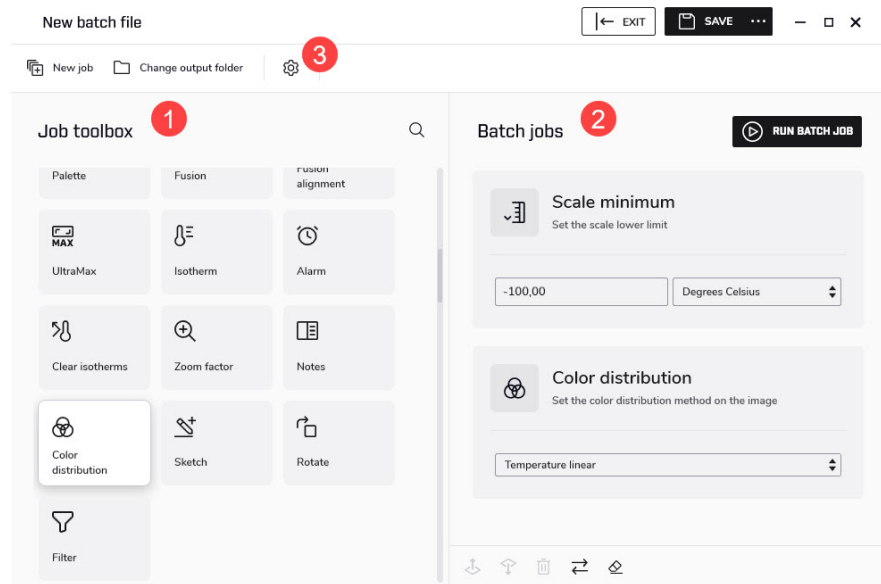 New batch file
EXIT
SAVE
New job
Change output folder
3
Job toolbox
1
Batch jobs
2
RUN BATCH JOB
Palette
Fusion
Fusion
alignment
MAX
UltraMax
Isotherm
Alarm
Clear isotherms
Zoom factor
Notes
Color
distribution
Sketch
Rotate
Filter
Scale minimum
Set the scale lower limit
-100,00
Degrees Celsius
Color distribution
Set the color distribution method on the image
Temperature linear